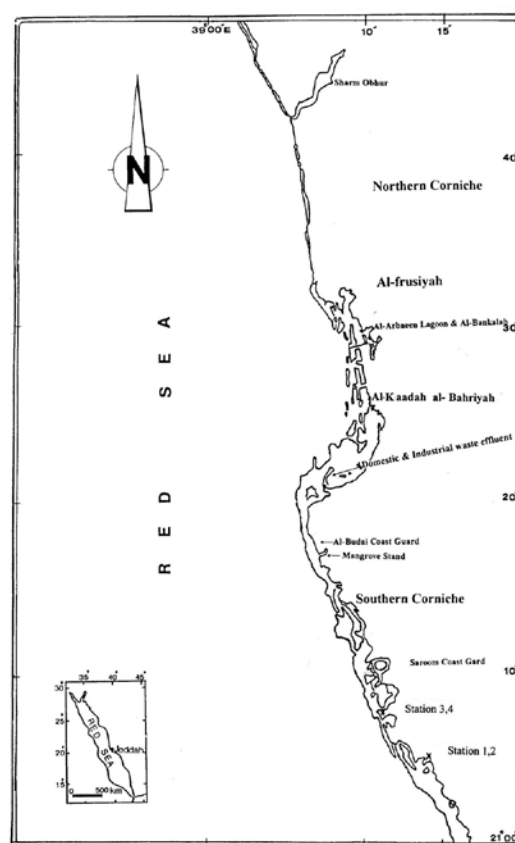 39°00'E
10'
15'
Sharm Obhur
40
Northern Corniche
Al-frusiyah
Al-Arbaeen Lagoon & Al-Bankalah
30
Al-Kaadah al- Bahriyah
Domestic & Industrial waste effluent
20
Al-Budni Coast Guard
Mangrove Stand
Southern Corniche
Saroom Coast Gard
10
Station 3,4
Station 1,2
21°00
N
RED SEA
35 40 45
30
25
20
15
RED SEA
Jeddah
0 500 km